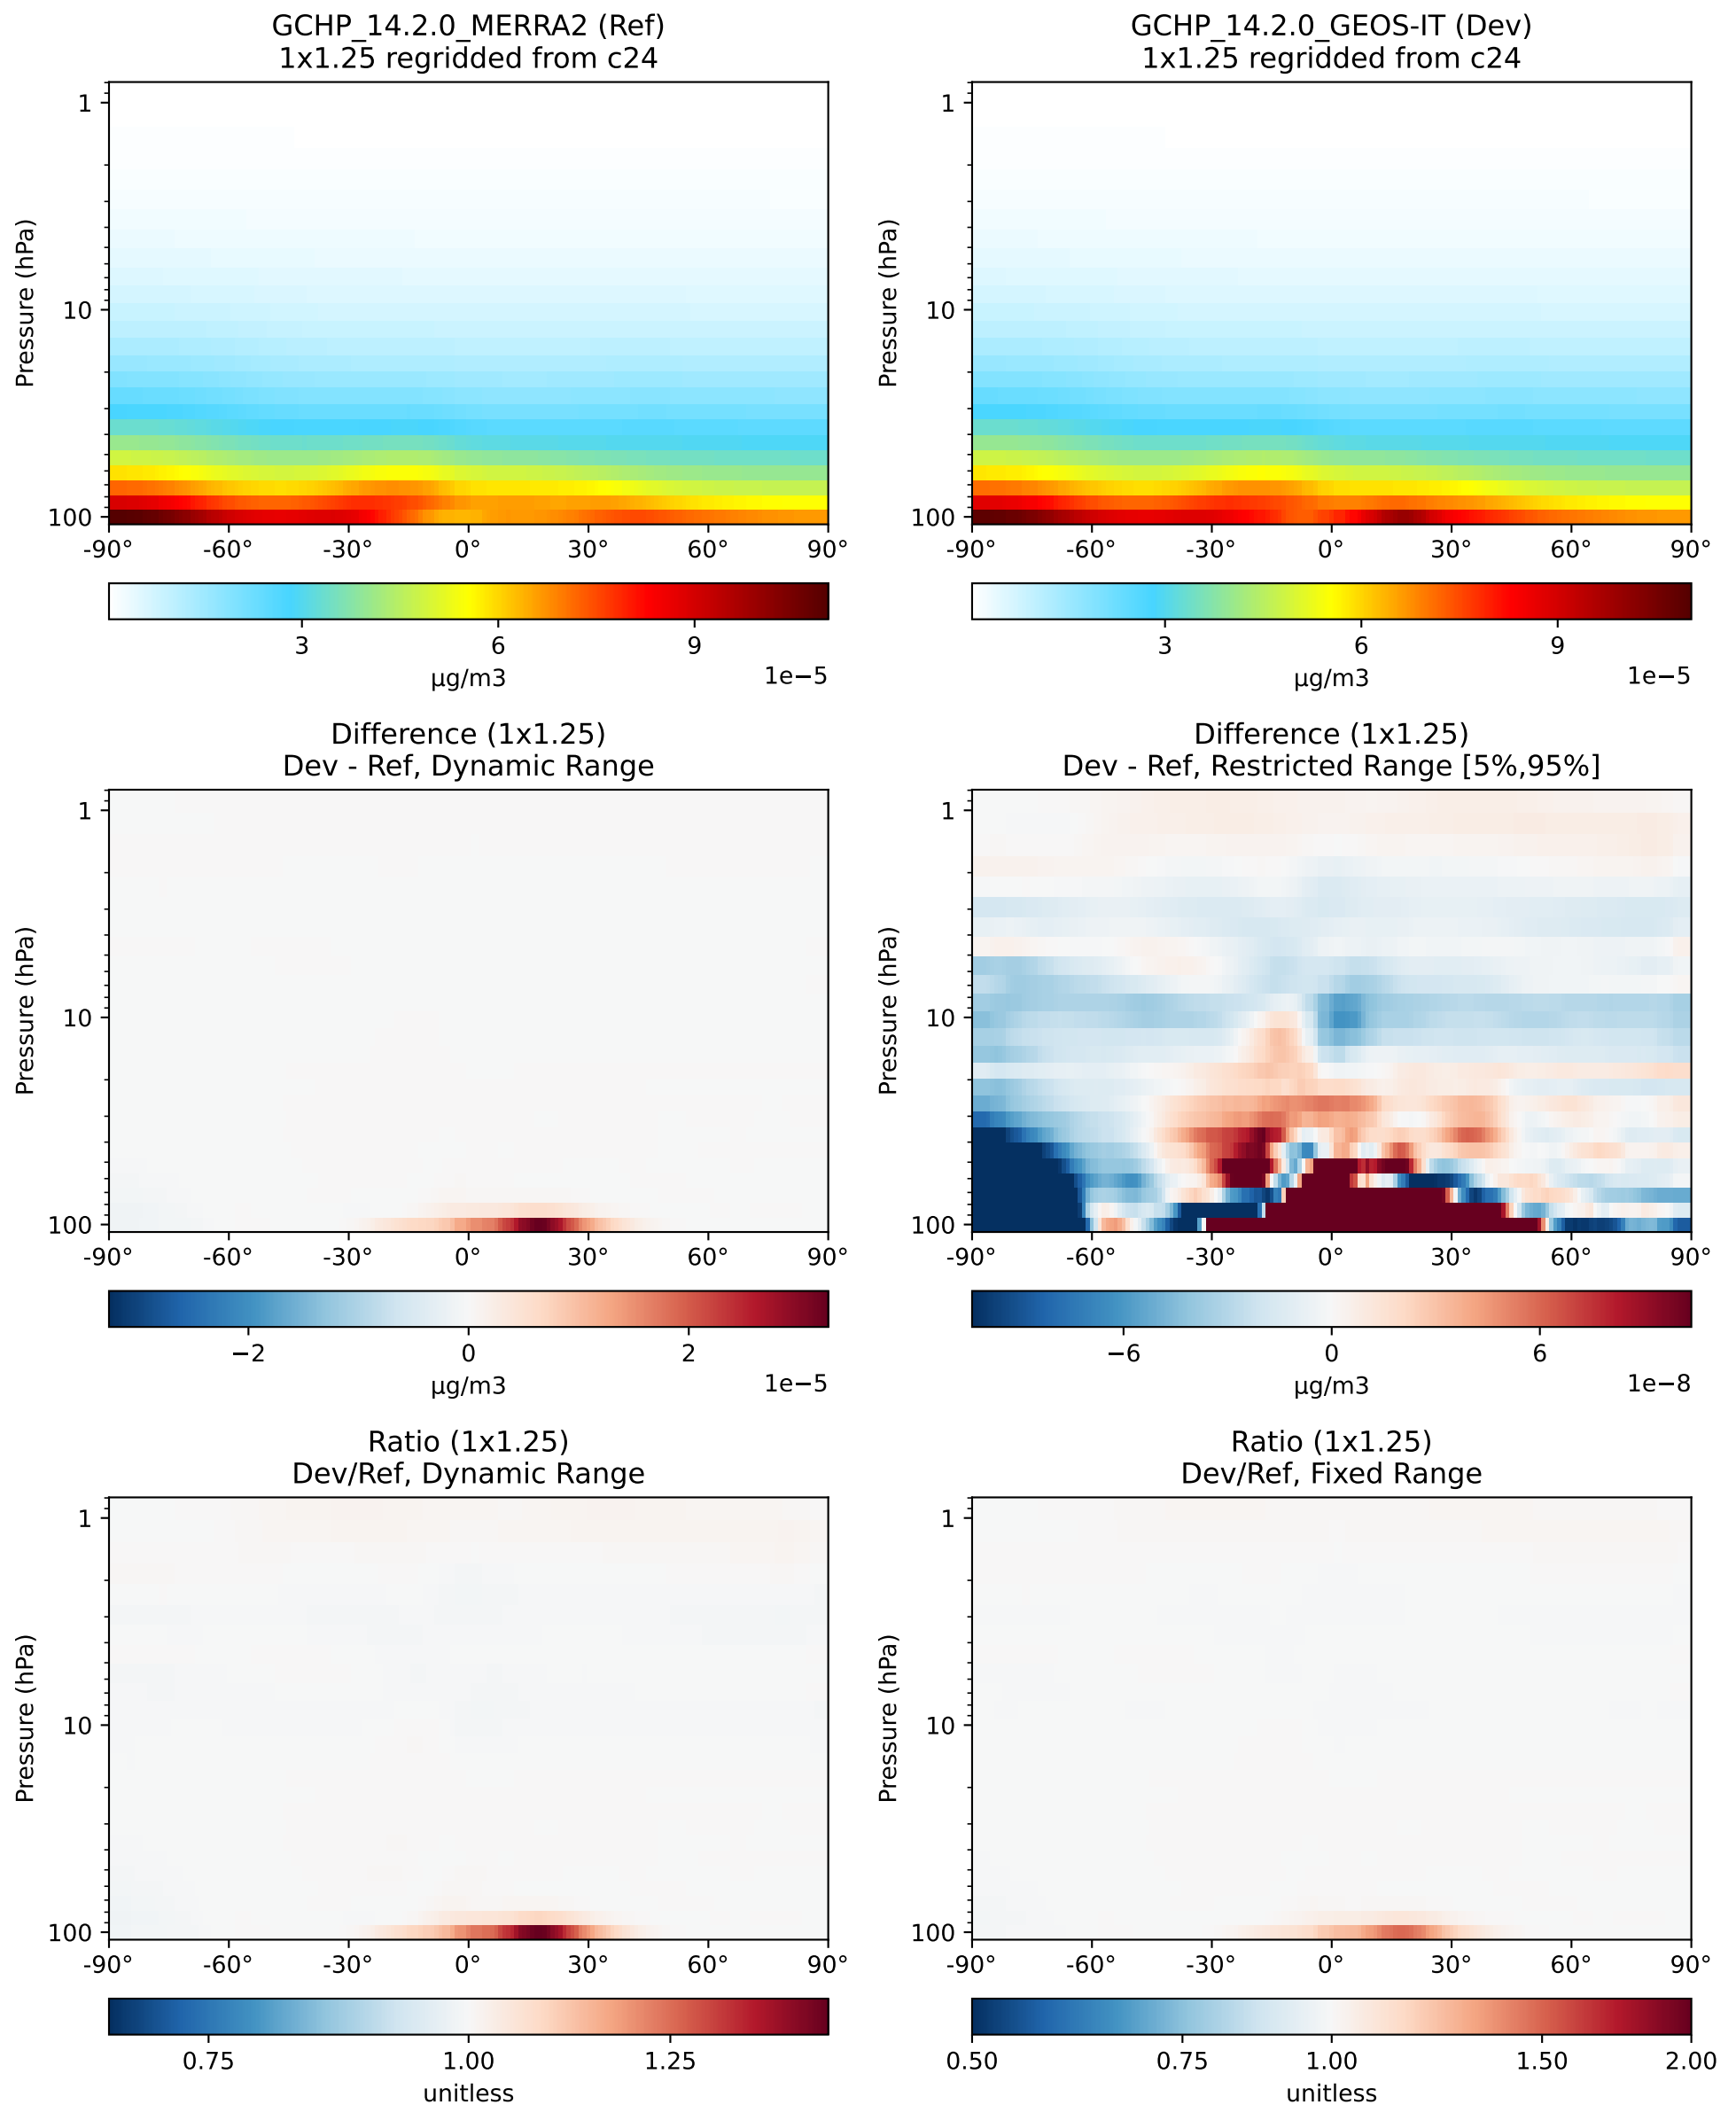 GCHP_14.2.0_MERRA2 (Ref)
1x1.25 regridded from c24
Pressure (hPa)
1
10
100
-90° -60° -30° 0° 30° 60° 90°
3 6 9
µg/m3
1e−5
GCHP_14.2.0_GEOS-IT (Dev)
1x1.25 regridded from c24
Pressure (hPa)
1
10
100
-90° -60° -30° 0° 30° 60° 90°
3 6 9
µg/m3
1e−5
Difference (1x1.25)
Dev - Ref, Dynamic Range
Pressure (hPa)
1
10
100
-90° -60° -30° 0° 30° 60° 90°
−2 0 2
µg/m3
1e−5
Difference (1x1.25)
Dev - Ref, Restricted Range [5%,95%]
Pressure (hPa)
1
10
100
-90° -60° -30° 0° 30° 60° 90°
−6 0 6
µg/m3
1e−8
Ratio (1x1.25)
Dev/Ref, Dynamic Range
Pressure (hPa)
1
10
100
-90° -60° -30° 0° 30° 60° 90°
0.75 1.00 1.25
unitless
Ratio (1x1.25)
Dev/Ref, Fixed Range
Pressure (hPa)
1
10
100
-90° -60° -30° 0° 30° 60° 90°
0.50 0.75 1.00 1.50 2.00
unitless